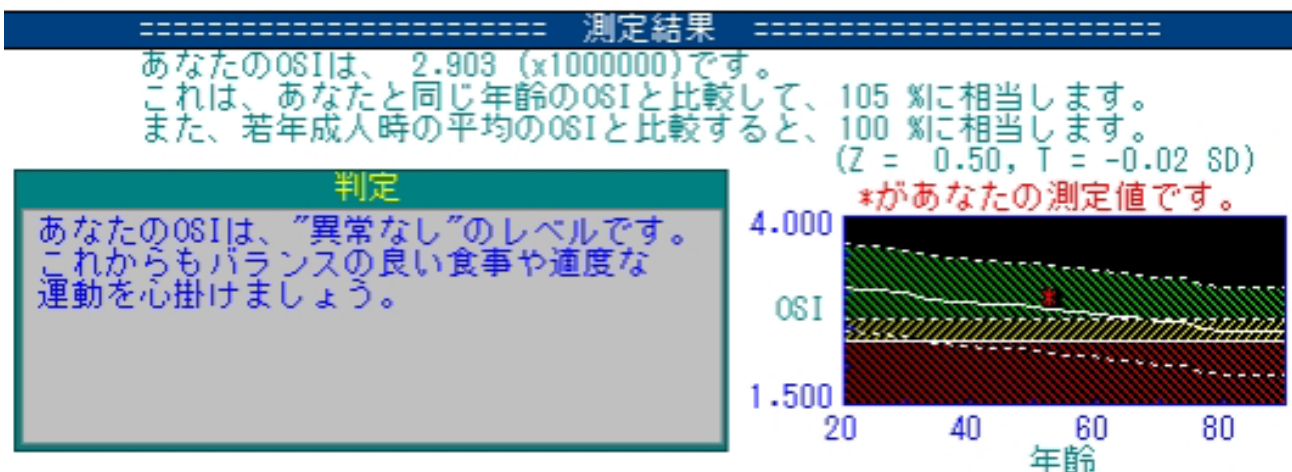 ======================== 測定結果 ========================
あなたのOSIは、 2.903 (x1000000)です。
これは、あなたと同じ年齢のOSIと比較して、105 %に相当します。
また、若年成人時の平均のOSIと比較すると、100 %に相当します。
(Z = 0.50, T = -0.02 SD)
判定
あなたのOSIは、"異常なし"のレベルです。
これからもバランスの良い食事や適度な
運動を心掛けましょう。
*があなたの測定値です。
4.000
OSI
*
1.500
20 40 60 80
年齢